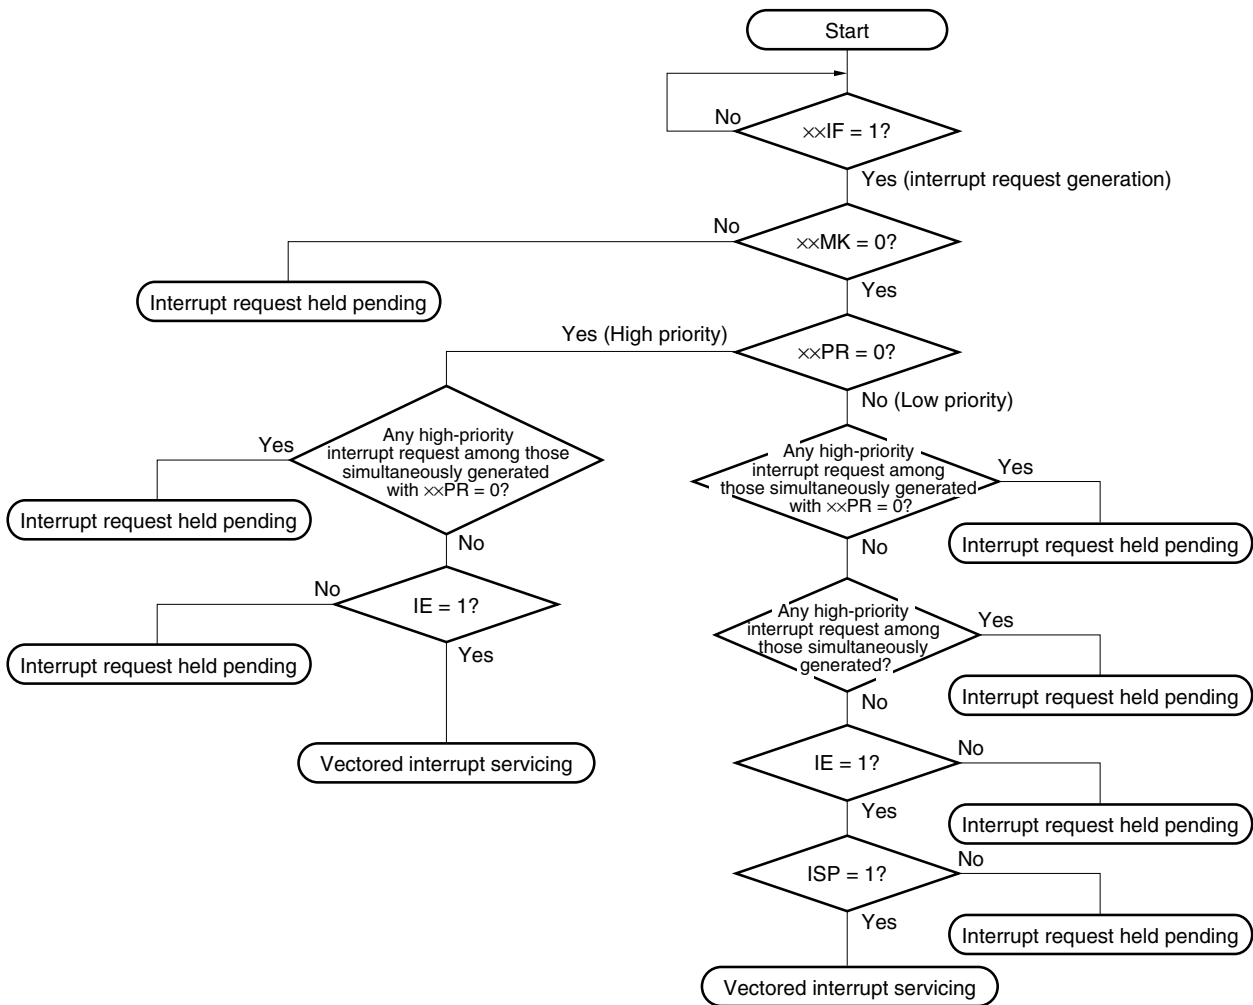 Start
No
××IF = 1?
Yes (interrupt request generation)
No
××MK = 0?
Interrupt request held pending
Yes
Yes (High priority)
××PR = 0?
No (Low priority)
Yes
Any high-priority
interrupt request among those
simultaneously generated
with ××PR = 0?
Any high-priority
interrupt request among
those simultaneously generated
with ××PR = 0?
Yes
Interrupt request held pending
Interrupt request held pending
No
No
No
IE = 1?
Any high-priority
interrupt request among
those simultaneously
generated?
Yes
Interrupt request held pending
Yes
Interrupt request held pending
No
Vectored interrupt servicing
IE = 1?
No
Yes
Interrupt request held pending
ISP = 1?
No
Yes
Interrupt request held pending
Vectored interrupt servicing